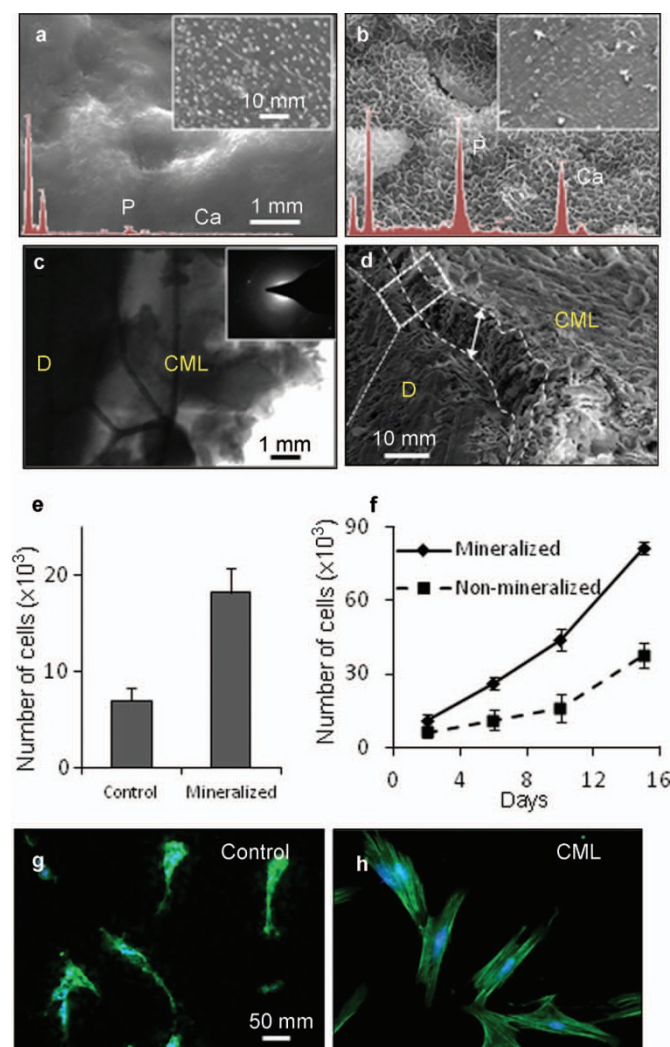 a
10 mm
P
Ca
1 mm
b
P
Ca
c
D
CML
1 mm
d
CML
D
10 mm
e
Number of cells (×10³)
20
10
0
Control
Mineralized
f
Number of cells (×10³)
90
60
30
0
Mineralized
Non-mineralized
0
4
8
12
16
Days
g
Control
50 mm
h
CML